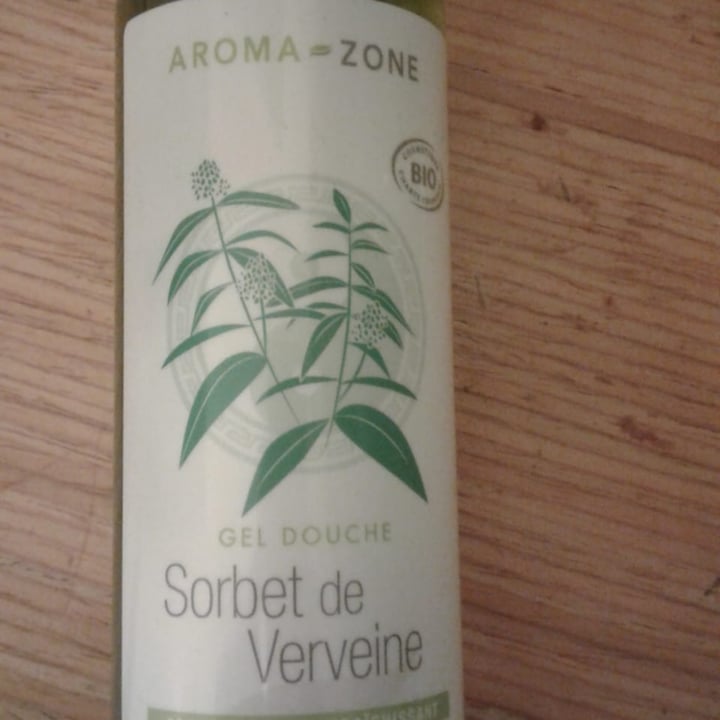 AROMA ZONE
BIO
GEL DOUCHE
Sorbet de
Verveine